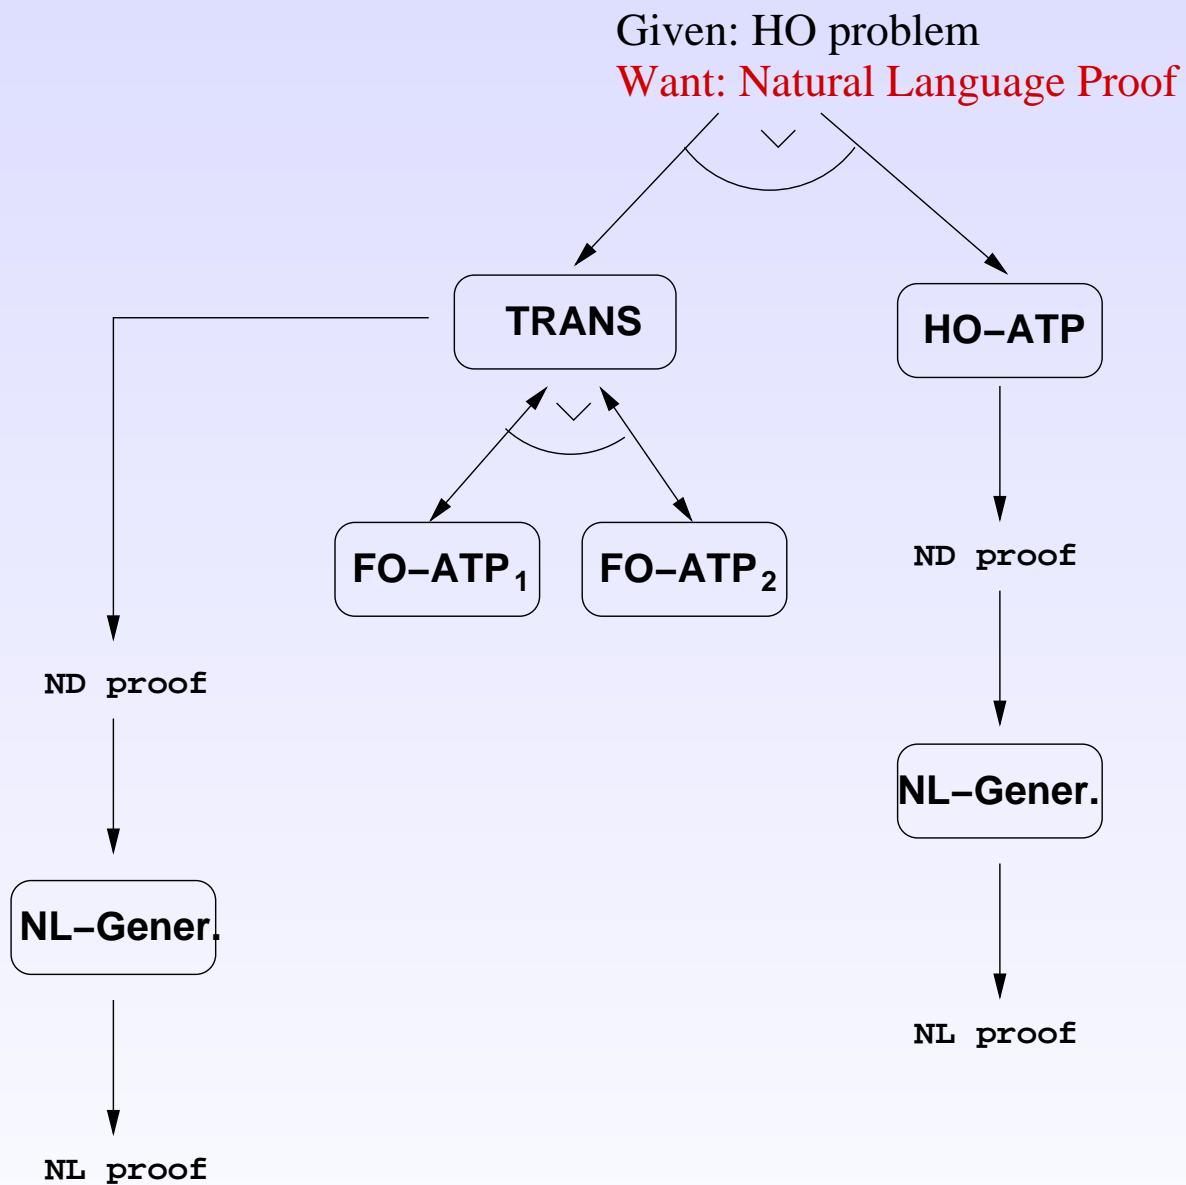 Given: HO problem
Want: Natural Language Proof
TRANS
HO–ATP
FO–ATP1
FO–ATP2
ND proof
ND proof
NL–Gener.
NL–Gener.
NL proof
NL proof